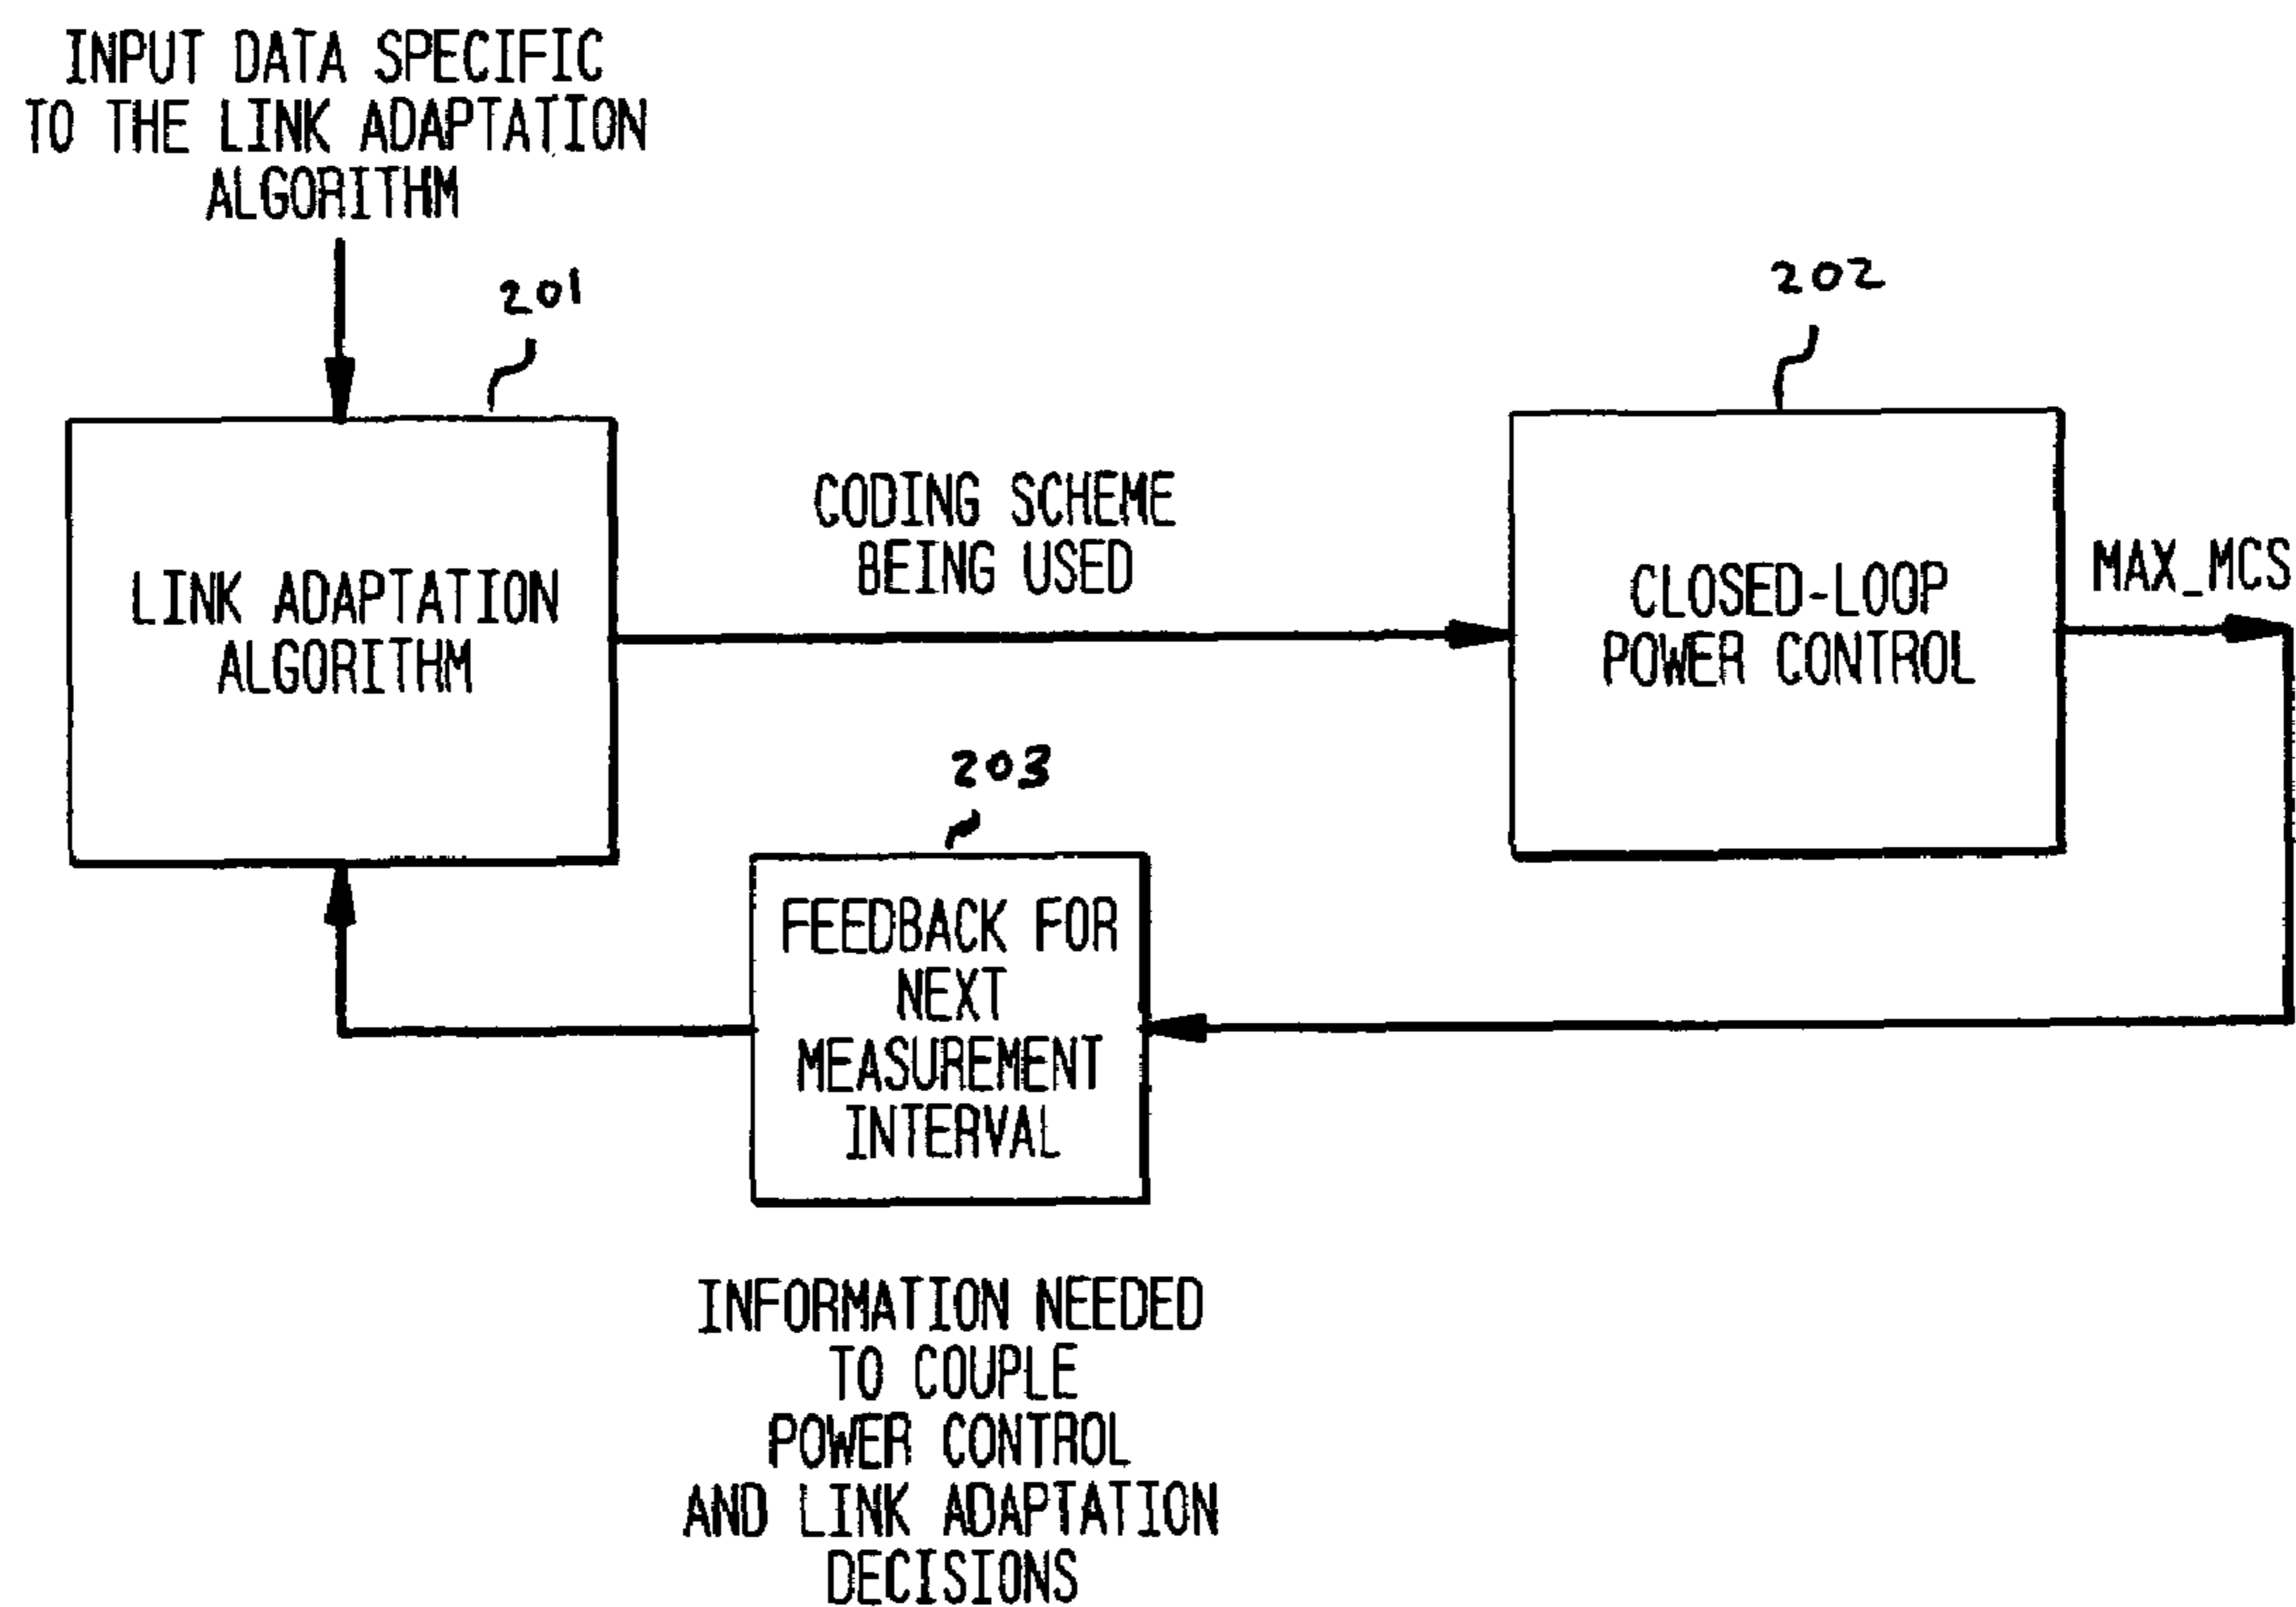 INPUT DATA SPECIFIC
TO THE LINK ADAPTATION
ALGORITHM
201
202
LINK ADAPTATION
ALGORITHM
CODING SCHEME
BEING USED
CLOSED-LOOP
POWER CONTROL
MAX_MCS
203
FEEDBACK FOR
NEXT
MEASUREMENT
INTERVAL
INFORMATION NEEDED
TO COUPLE
POWER CONTROL
AND LINK ADAPTATION
DECISIONS